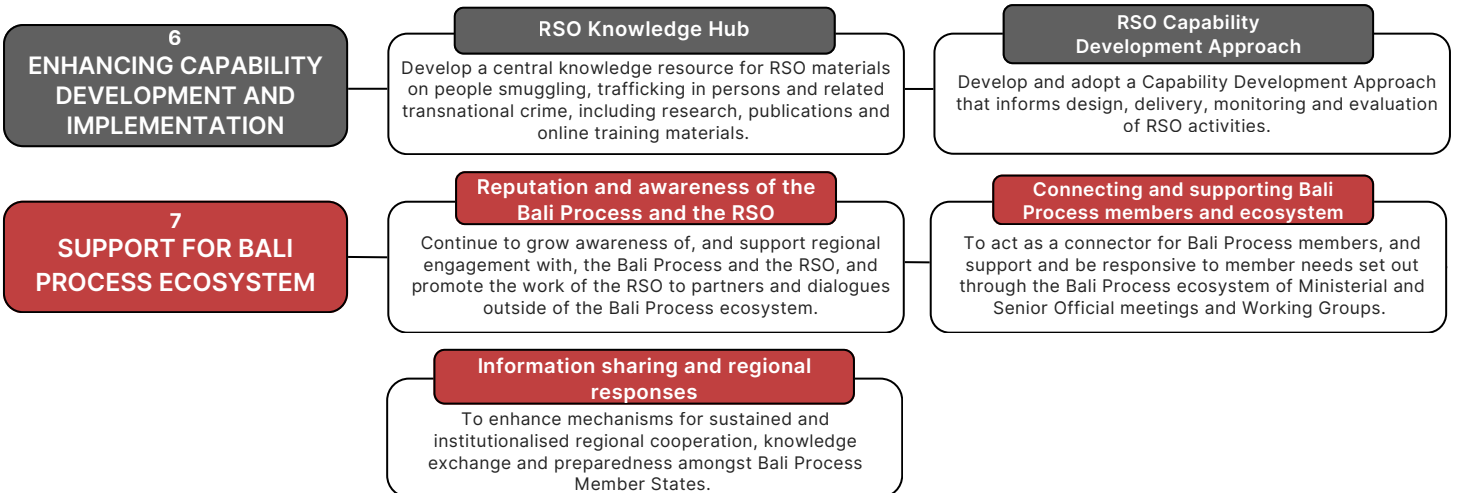 6
ENHANCING CAPABILITY
DEVELOPMENT AND
IMPLEMENTATION
RSO Knowledge Hub
Develop a central knowledge resource for RSO materials
on people smuggling, trafficking in persons and related
transnational crime, including research, publications and
online training materials.
RSO Capability
Development Approach
Develop and adopt a Capability Development Approach
that informs design, delivery, monitoring and evaluation
of RSO activities.
7
SUPPORT FOR BALI
PROCESS ECOSYSTEM
Reputation and awareness of the
Bali Process and the RSO
Continue to grow awareness of, and support regional
engagement with, the Bali Process and the RSO, and
promote the work of the RSO to partners and dialogues
outside of the Bali Process ecosystem.
Connecting and supporting Bali
Process members and ecosystem
To act as a connector for Bali Process members, and
support and be responsive to member needs set out
through the Bali Process ecosystem of Ministerial and
Senior Official meetings and Working Groups.
Information sharing and regional
responses
To enhance mechanisms for sustained and
institutionalised regional cooperation, knowledge
exchange and preparedness amongst Bali Process
Member States.